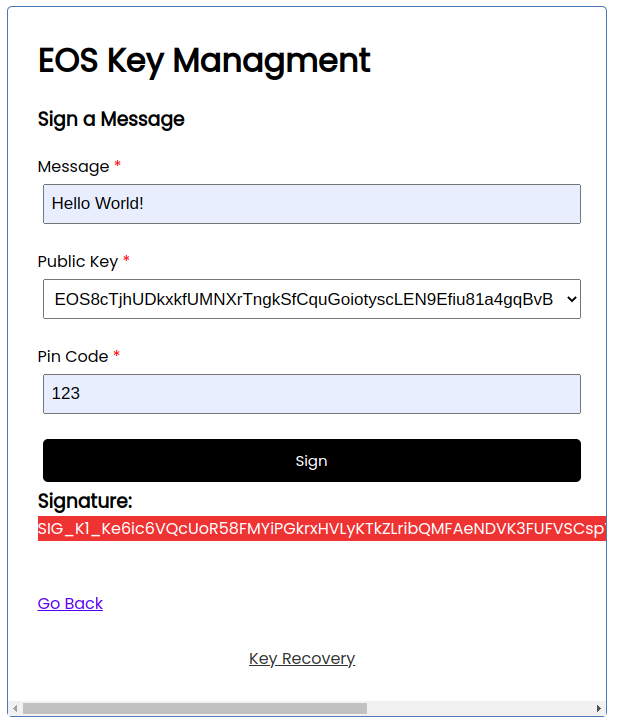 EOS Key Managment
Sign a Message
Message *
Hello World!
Public Key *
EOS8cTjhUDkxkfUMNXrTngkSfCquGoiotyscLEN9Efiu81a4gqBvB
Pin Code *
123
Sign
Signature:
SIG_K1_Ke6ic6VQcUoR58FMYiPGkrxHVLyKTkZLribQMFAeNDVK3FUFVSCsp
Go Back
Key Recovery